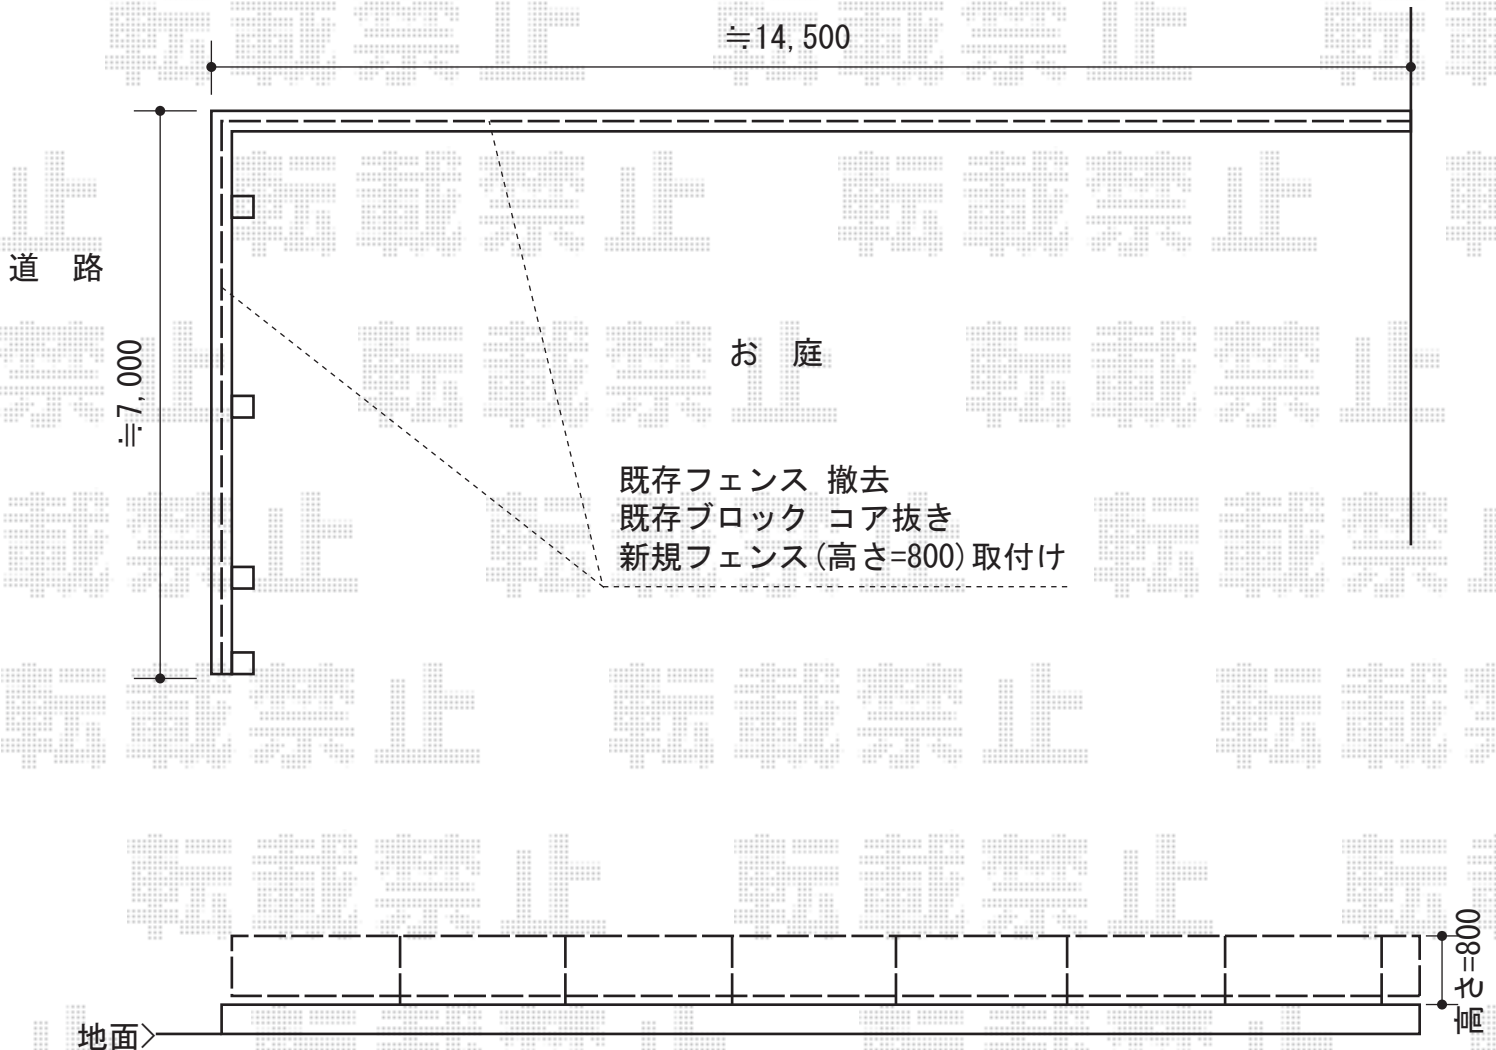 ≒14,500
道 路
≒7,000
お 庭
既存フェンス 撤去
既存ブロック コア抜き
新規フェンス(高さ=800)取付け
高さ=800
地面
転載禁止